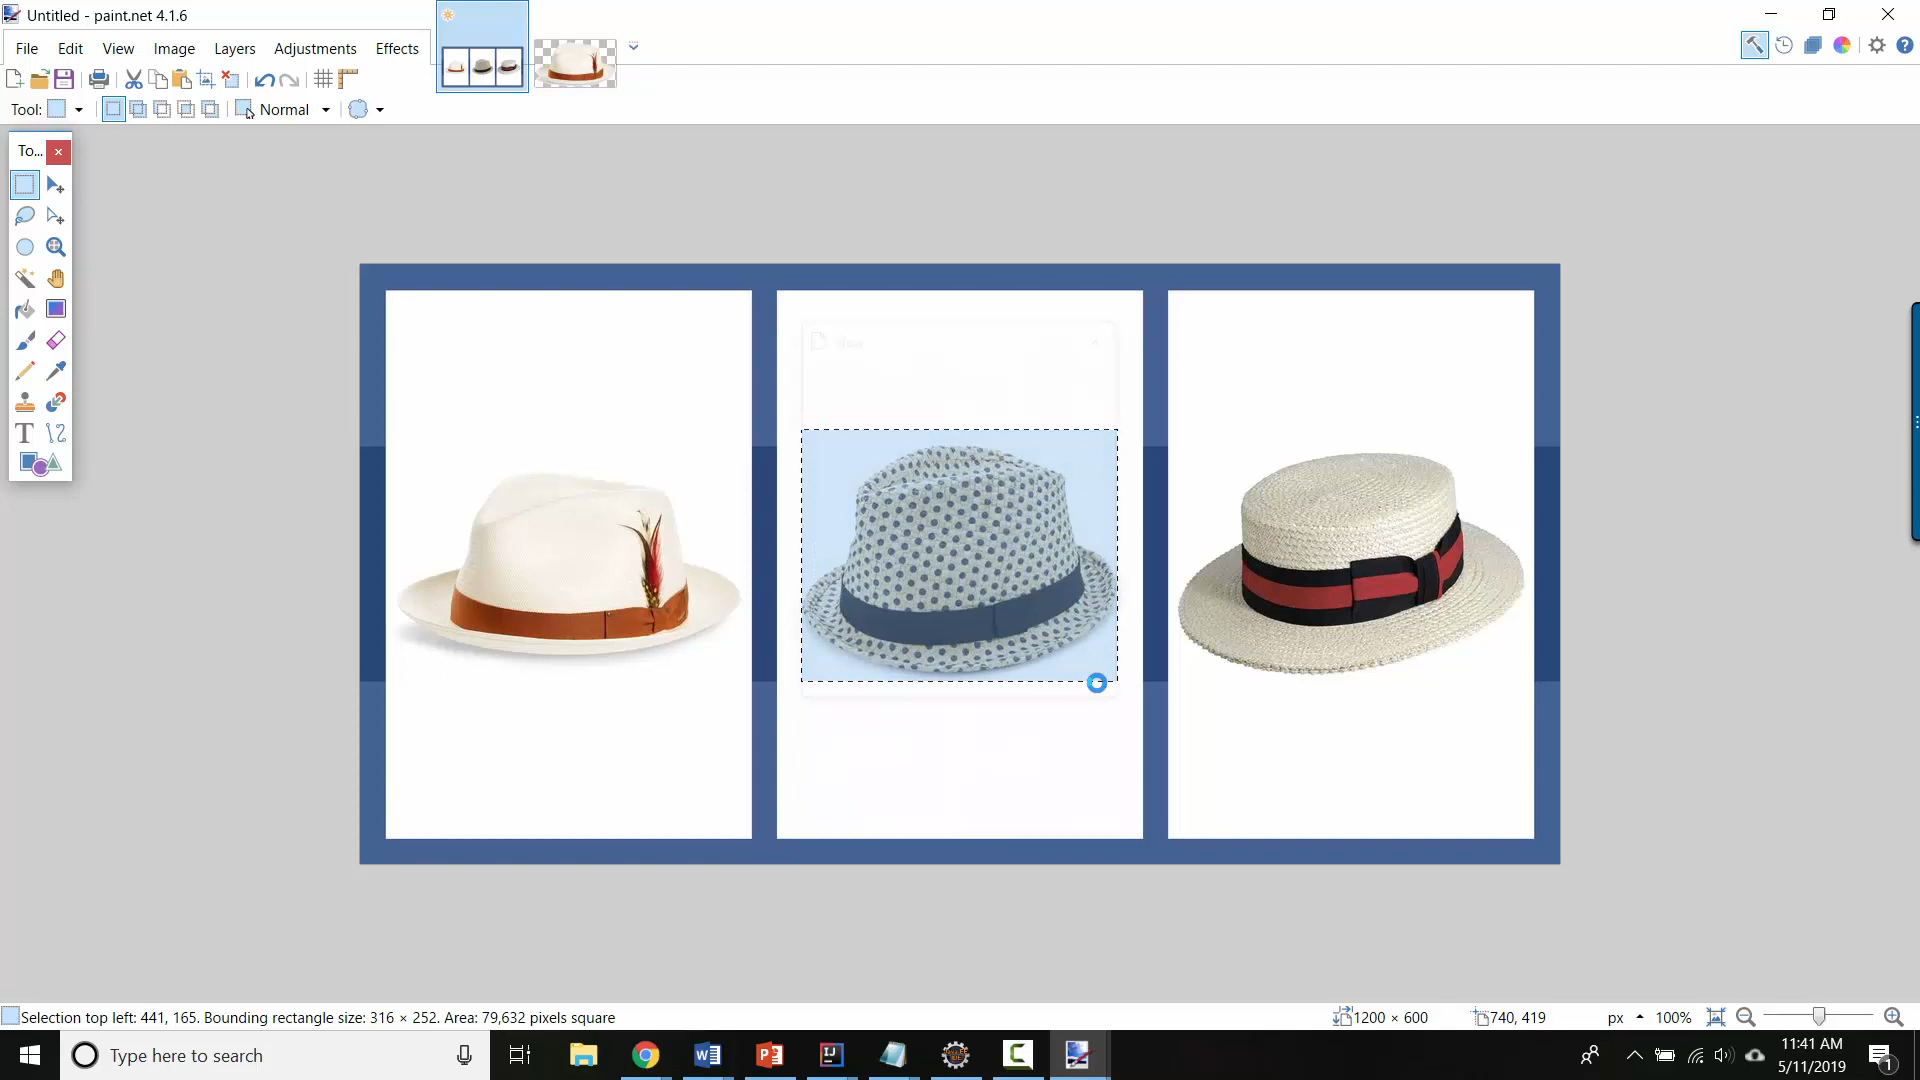 Untitled - paint.net 4.1.6
File Edit View Image Layers Adjustments Effects
Tool: Normal
To...
New
Selection top left: 441, 165. Bounding rectangle size: 316 × 252. Area: 79,632 pixels square
1200 × 600
740, 419
px
100%
Type here to search
11:41 AM
5/11/2019
1